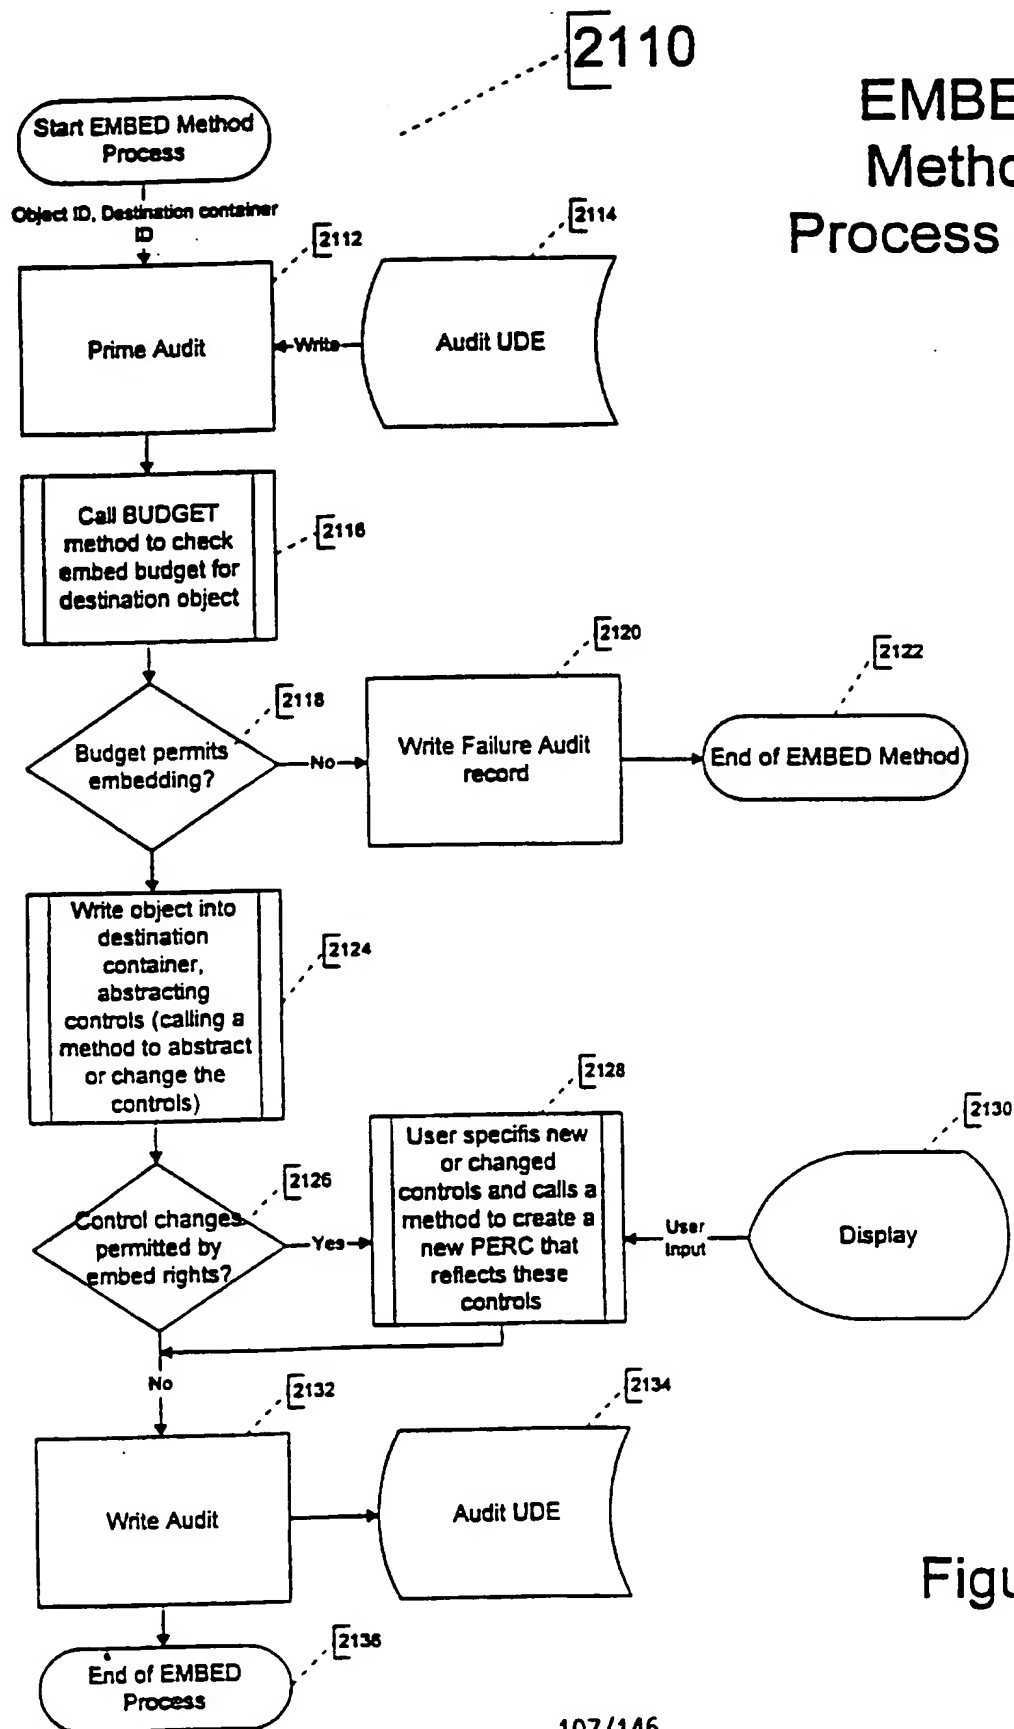 2110
EMBE
Metho
Process
Start EMBED Method
Process
Object ID, Destination container
ID
2112
2114
Prime Audit
Write
Audit UDE
Call BUDGET
method to check
embed budget for
destination object
2116
2118
Budget permits
embedding?
No
2120
Write Failure Audit
record
2122
End of EMBED Method
Write object into
destination
container,
abstracting
controls (calling a
method to abstract
or change the
controls)
2124
2126
Control changes
permitted by
embed rights?
Yes
2128
User specifis new
or changed
controls and calls a
method to create a
new PERC that
reflects these
controls
User
Input
2130
Display
No
2132
Write Audit
2134
Audit UDE
Figu
2136
End of EMBED
Process
107/146